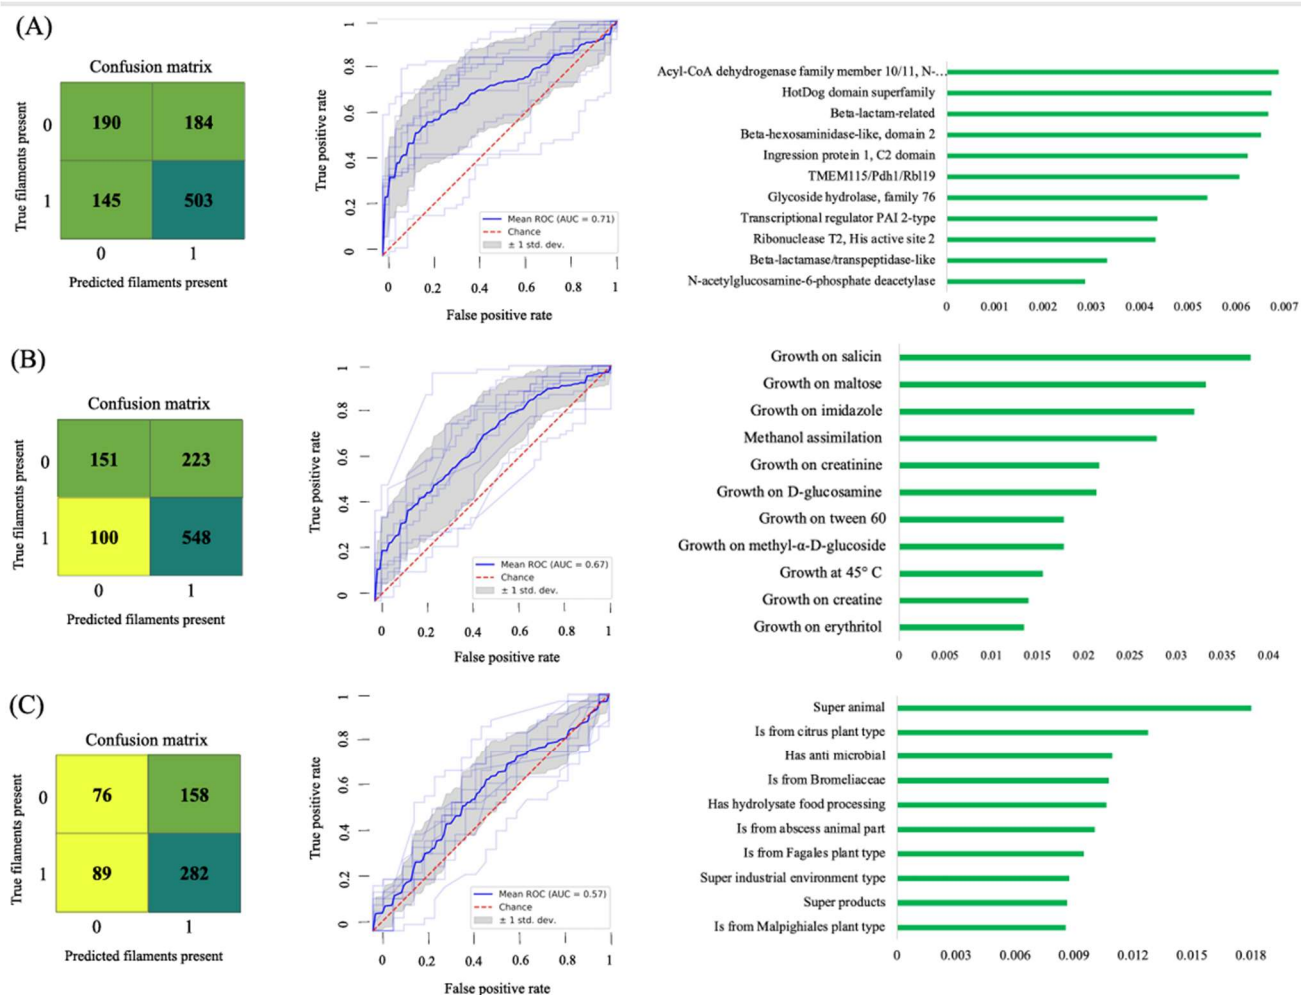 (A)
Confusion matrix
True filaments present
0
190
184
1
145
503
0
1
Predicted filaments present
True positive rate
1
0.8
0.6
0.4
0.2
0
Mean ROC (AUC = 0.71)
Chance
± 1 std. dev.
0
0.2
0.4
0.6
0.8
1
False positive rate
Acyl-CoA dehydrogenase family member 10/11, N-...
HotDog domain superfamily
Beta-lactam-related
Beta-hexosaminidase-like, domain 2
Ingression protein 1, C2 domain
TMEM115/Pdh1/Rbl19
Glycoside hydrolase, family 76
Transcriptional regulator PAI 2-type
Ribonuclease T2, His active site 2
Beta-lactamase/transpeptidase-like
N-acetylglucosamine-6-phosphate deacetylase
0 0.001 0.002 0.003 0.004 0.005 0.006 0.007
(B)
Confusion matrix
True filaments present
0
151
223
1
100
548
0
1
Predicted filaments present
True positive rate
1
0.8
0.6
0.4
0.2
0
Mean ROC (AUC = 0.67)
Chance
± 1 std. dev.
0
0.2
0.4
0.6
0.8
1
False positive rate
Growth on salicin
Growth on maltose
Growth on imidazole
Methanol assimilation
Growth on creatinine
Growth on D-glucosamine
Growth on tween 60
Growth on methyl-α-D-glucoside
Growth at 45° C
Growth on creatine
Growth on erythritol
0 0.005 0.01 0.015 0.02 0.025 0.03 0.035 0.04
(C)
Confusion matrix
True filaments present
0
76
158
1
89
282
0
1
Predicted filaments present
True positive rate
1
0.8
0.6
0.4
0.2
0
Mean ROC (AUC = 0.57)
Chance
± 1 std. dev.
0
0.2
0.4
0.6
0.8
1
False positive rate
Super animal
Is from citrus plant type
Has anti microbial
Is from Bromeliaceae
Has hydrolysate food processing
Is from abscess animal part
Is from Fagales plant type
Super industrial environment type
Super products
Is from Malpighiales plant type
0 0.003 0.006 0.009 0.012 0.015 0.018